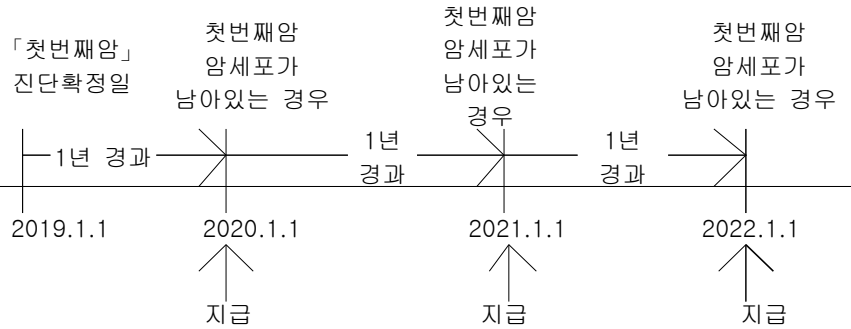 「첫번째암」
진단확정일
첫번째암
암세포가
남아있는 경우
첫번째암
암세포가
남아있는
경우
첫번째암
암세포가
남아있는 경우
1년 경과
1년
경과
1년
경과
2019.1.1
2020.1.1
2021.1.1
2022.1.1
지급
지급
지급